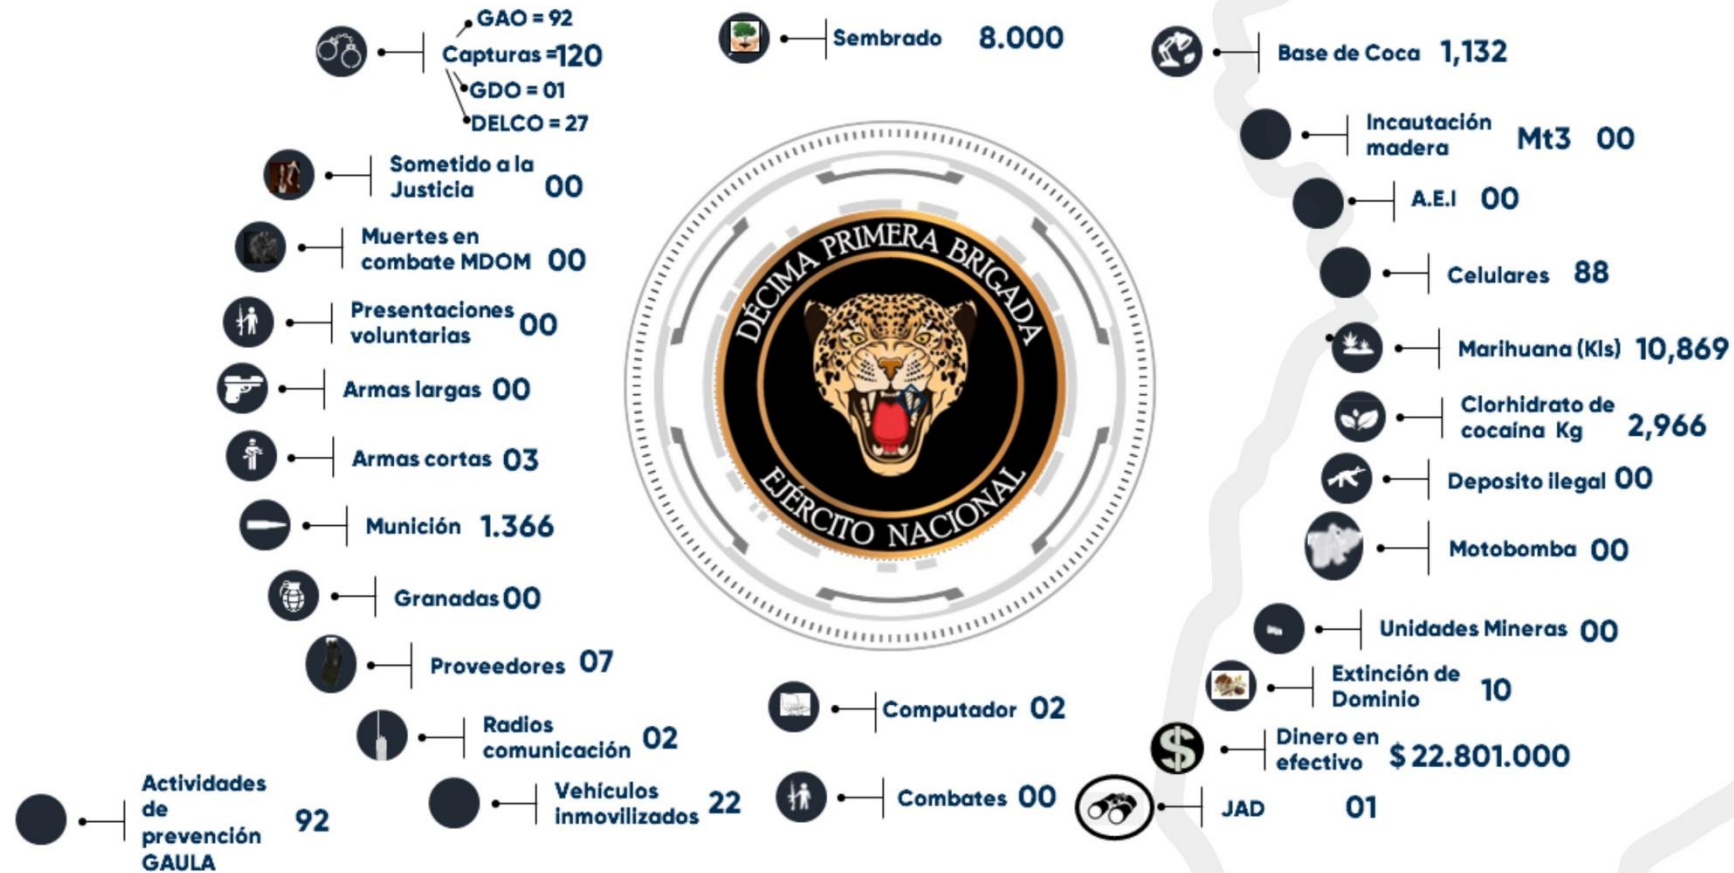 GAO = 92
Capturas =120
GDO = 01
DELCO = 27
Sometido a la
Justicia 00
Muertes en
combate MDOM 00
Presentaciones
voluntarias 00
Armas largas 00
Armas cortas 03
Munición 1.366
Granadas 00
Proveedores 07
Radios
comunicación 02
Actividades
de
prevención
GAULA
92
Vehículos
inmovilizados 22
Sembrado 8.000
DÉCIMA PRIMERA BRIGADA
EJÉRCITO NACIONAL
Computador 02
Combates 00
Base de Coca 1,132
Incautación
madera Mt3 00
A.E.I 00
Celulares 88
Marihuana (Kls) 10,869
Clorhidrato de
cocaína Kg 2,966
Deposito ilegal 00
Motobomba 00
Unidades Mineras 00
Extinción de
Dominio 10
Dinero en
efectivo $ 22.801.000
JAD 01